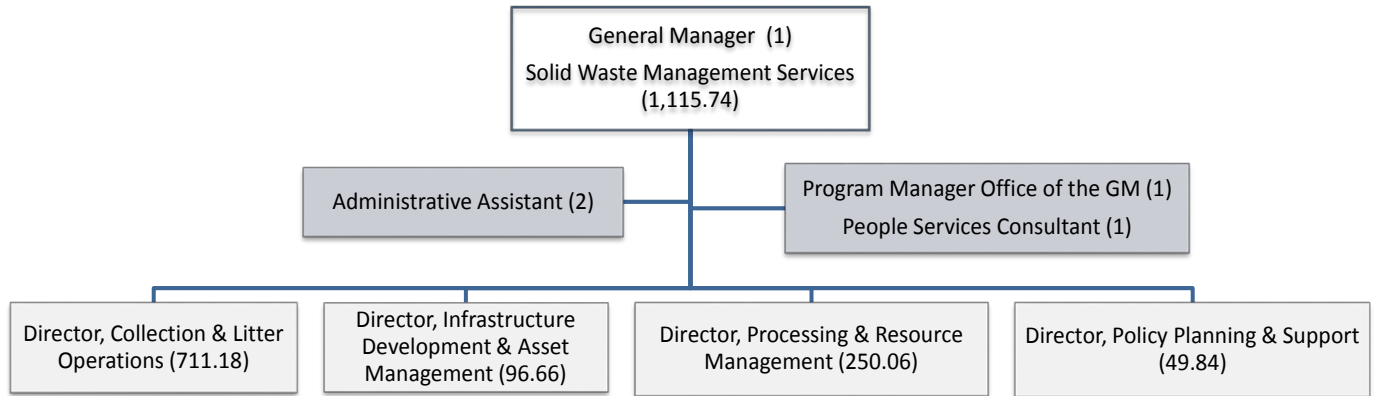 General Manager (1)
Solid Waste Management Services
(1,115.74)
Administrative Assistant (2)
Program Manager Office of the GM (1)
People Services Consultant (1)
Director, Collection & Litter
Operations (711.18)
Director, Infrastructure
Development & Asset
Management (96.66)
Director, Processing & Resource
Management (250.06)
Director, Policy Planning & Support
(49.84)